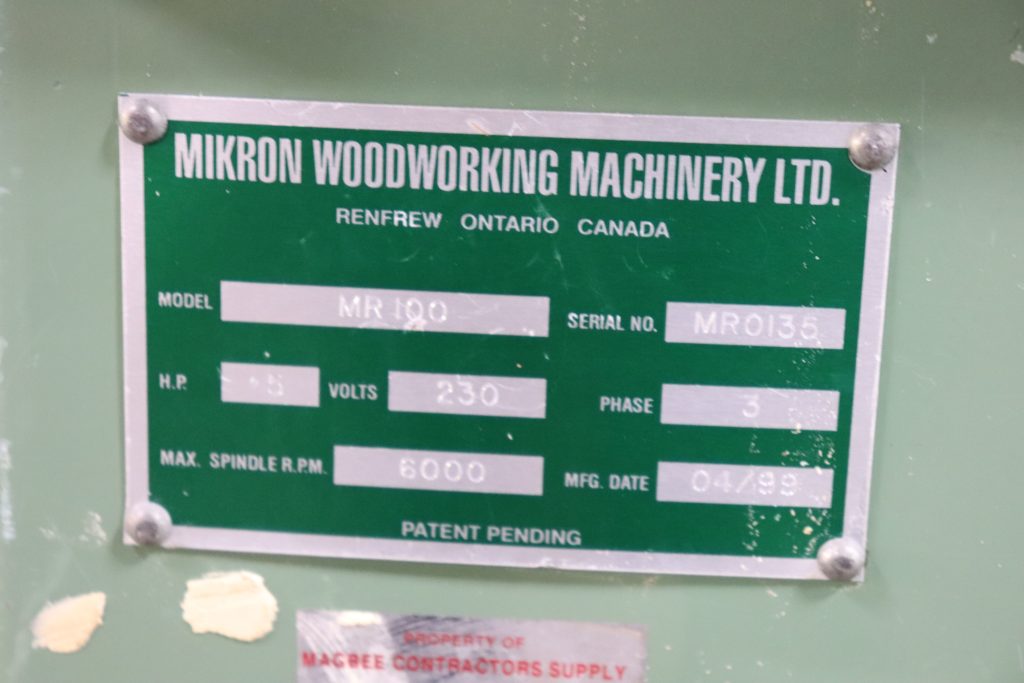 MIKRON WOODWORKING MACHINERY LTD.
RENFREW ONTARIO CANADA
MODEL MR100 SERIAL NO. MR0135
H.P. 5 VOLTS 230 PHASE 3
MAX. SPINDLE R.P.M. 6000 MFG. DATE 04/99
PATENT PENDING
PROPERTY OF
MAGBEE CONTRACTORS SUPPLY